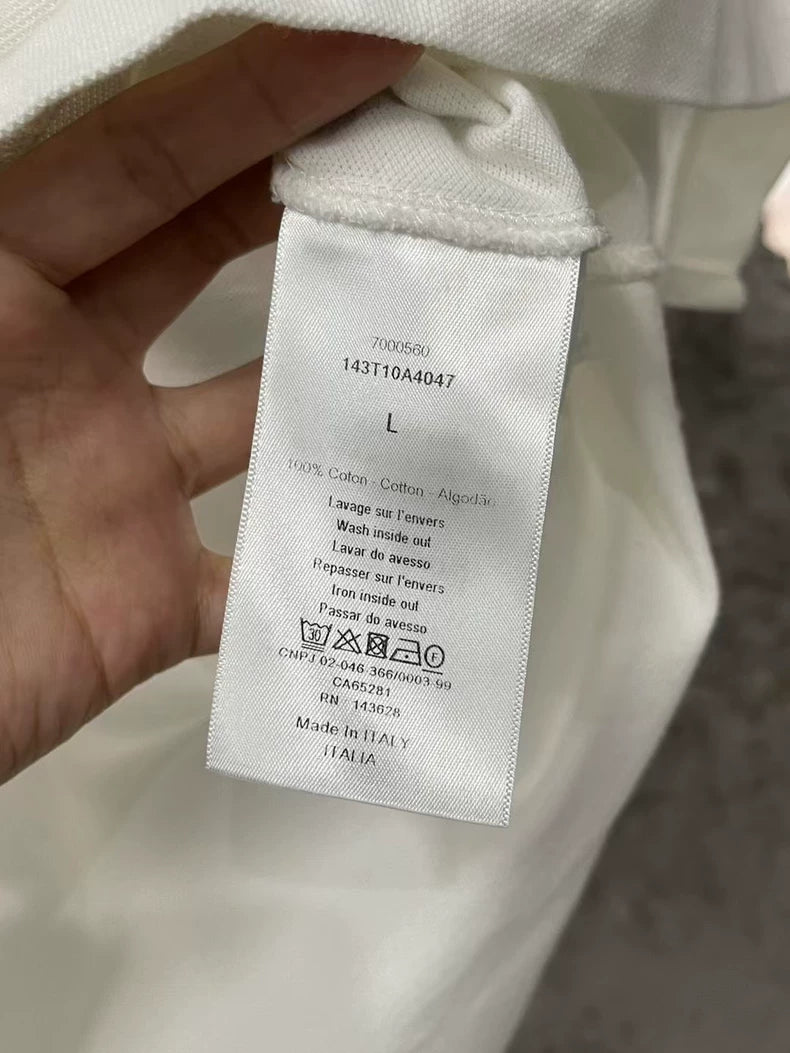 7000560
143T10A4047
L
100% Coton - Cotton - Algodão
Lavage sur l'envers
Wash inside out
Lavar do avesso
Repasser sur l'envers
Iron inside out
Passar do avesso
30 F
CNPJ 02-046 366/0003-99
CA65281
RN 143628
Made In ITALY
ITALIA